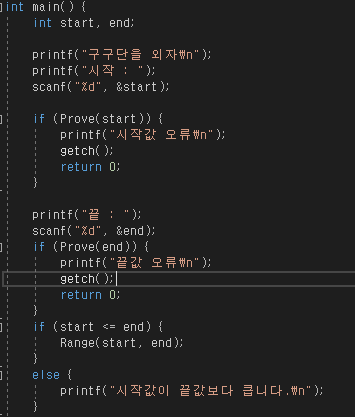 int main() {
int start, end;
printf("구구단을 외자₩n");
printf("시작 : ");
scanf("%d", &start);
if (Prove(start)) {
printf("시작값 오류₩n");
getch();
return 0;
}
printf("끝 : ");
scanf("%d", &end);
if (Prove(end)) {
printf("끝값 오류₩n");
getch();
return 0;
}
if (start <= end) {
Range(start, end);
}
else {
printf("시작값이 끝값보다 큽니다.₩n");